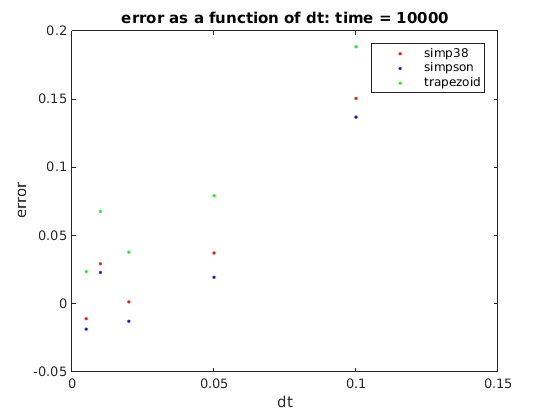 error as a function of dt: time = 10000
simp38
simpson
trapezoid
error
0.2
0.15
0.1
0.05
0
-0.05
0
0.05
0.1
0.15
dt